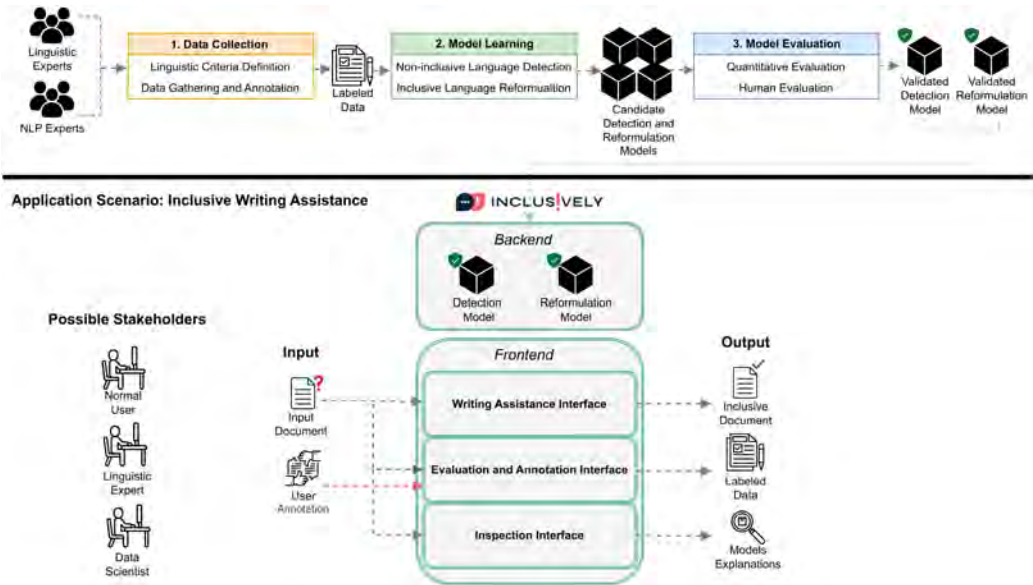 Linguistic
Experts
NLP Experts
1. Data Collection
Linguistic Criteria Definition
Data Gathering and Annotation
Labeled
Data
2. Model Learning
Non-inclusive Language Detection
Inclusive Language Reformualtion
Candidate
Detection and
Reformulation
Models
3. Model Evaluation
Quantitative Evaluation
Human Evaluation
Validated
Detection
Model
Validated
Reformulation
Model
Application Scenario: Inclusive Writing Assistance
INCLUS!VELY
Backend
Detection
Model
Reformulation
Model
Possible Stakeholders
Normal
User
Linguistic
Expert
Data
Scientist
Input
Input
Document
User
Annotation
Frontend
Writing Assistance Interface
Evaluation and Annotation Interface
Inspection Interface
Output
Inclusive
Document
Labeled
Data
Models
Explanations